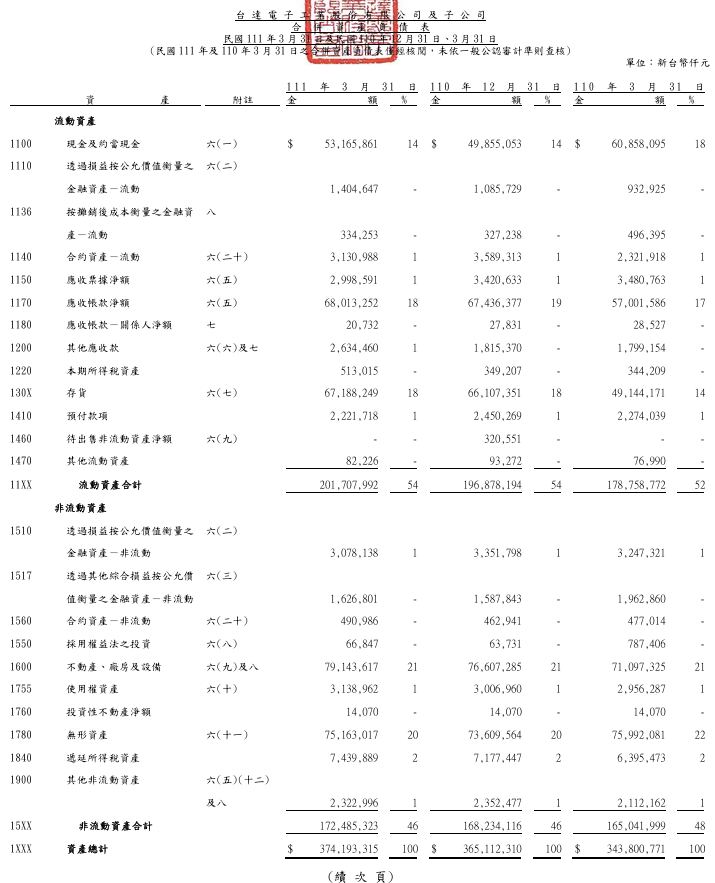 台達電子工業股份有限公司及子公司
合併資產負債表
民國111年3月31日及民國110年12月31日、3月31日
(民國111年及110年3月31日之合併資產負債表僅經核閱，未依一般公認審計準則查核)
單位：新台幣仟元
111 年 3 月 31 日 110 年 12 月 31 日 110 年 3 月 31 日
資 產 附註 金 額 % 金 額 % 金 額 %
流動資產
1100 現金及約當現金 六(一) $ 53,165,861 14 $ 49,855,053 14 $ 60,858,095 18
1110 透過損益按公允價值衡量之 六(二)
金融資產－流動 1,404,647 - 1,085,729 - 932,925 -
1136 按攤銷後成本衡量之金融資 八
產－流動 334,253 - 327,238 - 496,395 -
1140 合約資產－流動 六(二十) 3,130,988 1 3,589,313 1 2,321,918 1
1150 應收票據淨額 六(五) 2,998,591 1 3,420,633 1 3,480,763 1
1170 應收帳款淨額 六(五) 68,013,252 18 67,436,377 19 57,001,586 17
1180 應收帳款－關係人淨額 七 20,732 - 27,831 - 28,527 -
1200 其他應收款 六(六)及七 2,634,460 1 1,815,370 - 1,799,154 -
1220 本期所得稅資產 513,015 - 349,207 - 344,209 -
130X 存貨 六(七) 67,188,249 18 66,107,351 18 49,144,171 14
1410 預付款項 2,221,718 1 2,450,269 1 2,274,039 1
1460 待出售非流動資產淨額 六(九) - - 320,551 - - -
1470 其他流動資產 82,226 - 93,272 - 76,990 -
11XX 流動資產合計 201,707,992 54 196,878,194 54 178,758,772 52
非流動資產
1510 透過損益按公允價值衡量之 六(二)
金融資產－非流動 3,078,138 1 3,351,798 1 3,247,321 1
1517 透過其他綜合損益按公允價 六(三)
值衡量之金融資產－非流動 1,626,801 - 1,587,843 - 1,962,860 -
1560 合約資產－非流動 六(二十) 490,986 - 462,941 - 477,014 -
1550 採用權益法之投資 六(八) 66,847 - 63,731 - 787,406 -
1600 不動產、廠房及設備 六(九)及八 79,143,617 21 76,607,285 21 71,097,325 21
1755 使用權資產 六(十) 3,138,962 1 3,006,960 1 2,956,287 1
1760 投資性不動產淨額 14,070 - 14,070 - 14,070 -
1780 無形資產 六(十一) 75,163,017 20 73,609,564 20 75,992,081 22
1840 遞延所得稅資產 7,439,889 2 7,177,447 2 6,395,473 2
1900 其他非流動資產 六(五)(十二)
及八 2,322,996 1 2,352,477 1 2,112,162 1
15XX 非流動資產合計 172,485,323 46 168,234,116 46 165,041,999 48
1XXX 資產總計 $ 374,193,315 100 $ 365,112,310 100 $ 343,800,771 100
(續 次 頁)